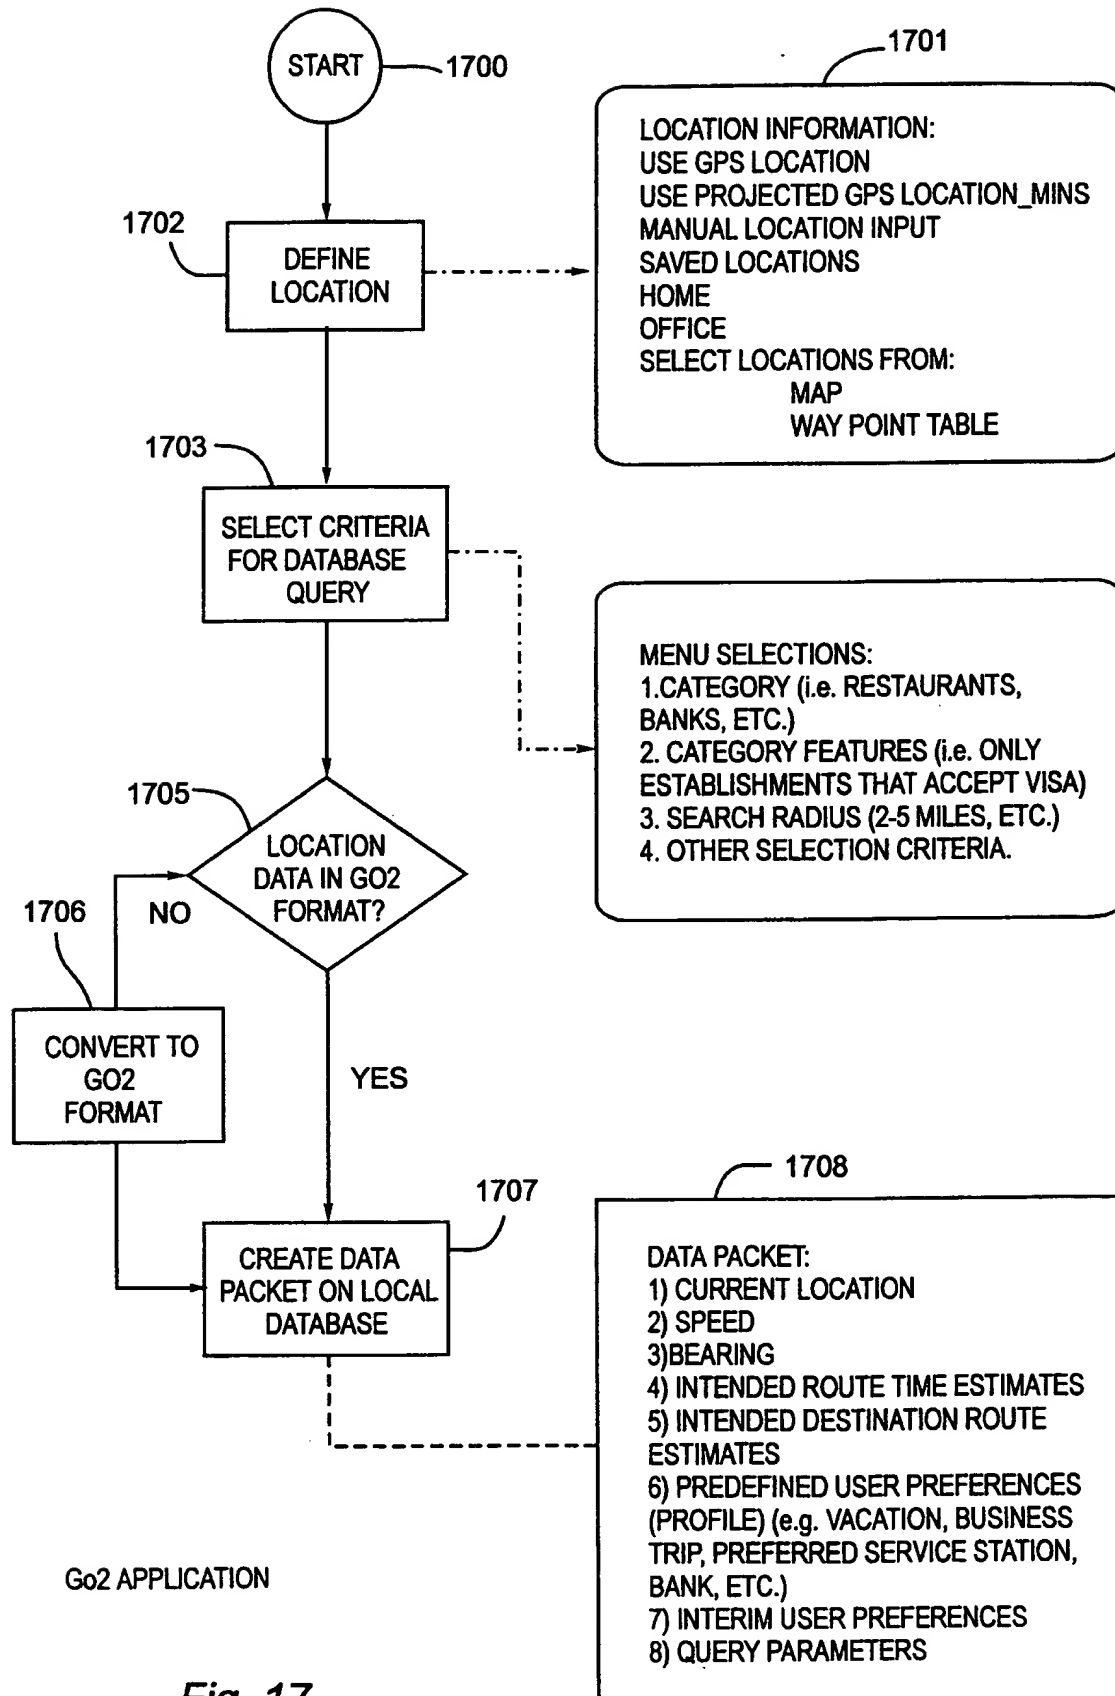 START
1700
1701
LOCATION INFORMATION:
USE GPS LOCATION
USE PROJECTED GPS LOCATION_MINS
MANUAL LOCATION INPUT
SAVED LOCATIONS
HOME
OFFICE
SELECT LOCATIONS FROM:
MAP
WAY POINT TABLE
1702
DEFINE
LOCATION
1703
SELECT CRITERIA
FOR DATABASE
QUERY
MENU SELECTIONS:
1.CATEGORY (i.e. RESTAURANTS,
BANKS, ETC.)
2. CATEGORY FEATURES (i.e. ONLY
ESTABLISHMENTS THAT ACCEPT VISA)
3. SEARCH RADIUS (2-5 MILES, ETC.)
4. OTHER SELECTION CRITERIA.
1705
LOCATION
DATA IN GO2
FORMAT?
NO
1706
CONVERT TO
GO2
FORMAT
YES
1707
CREATE DATA
PACKET ON LOCAL
DATABASE
1708
DATA PACKET:
1) CURRENT LOCATION
2) SPEED
3)BEARING
4) INTENDED ROUTE TIME ESTIMATES
5) INTENDED DESTINATION ROUTE
ESTIMATES
6) PREDEFINED USER PREFERENCES
(PROFILE) (e.g. VACATION, BUSINESS
TRIP, PREFERRED SERVICE STATION,
BANK, ETC.)
7) INTERIM USER PREFERENCES
8) QUERY PARAMETERS
Go2 APPLICATION
Fig. 17